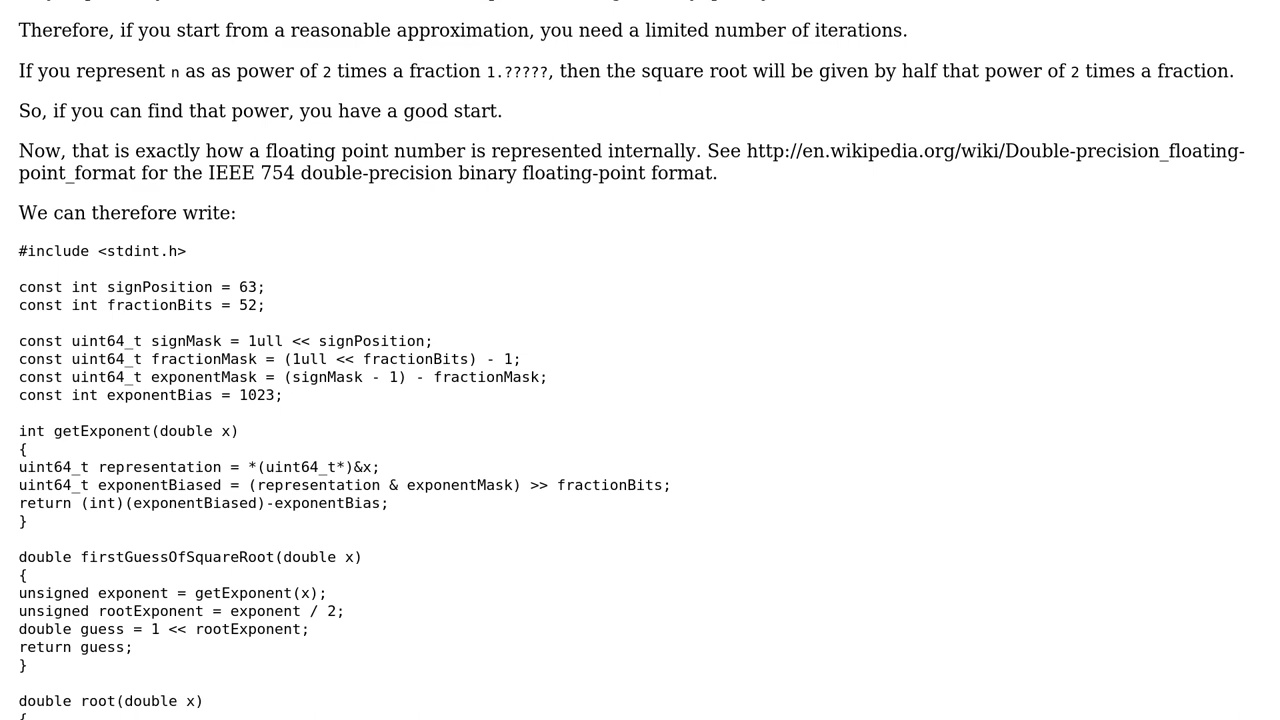 Therefore, if you start from a reasonable approximation, you need a limited number of iterations.
If you represent n as as power of 2 times a fraction 1.?????, then the square root will be given by half that power of 2 times a fraction.
So, if you can find that power, you have a good start.
Now, that is exactly how a floating point number is represented internally. See http://en.wikipedia.org/wiki/Double-precision_floating-
point_format for the IEEE 754 double-precision binary floating-point format.
We can therefore write:
#include <stdint.h>
const int signPosition = 63;
const int fractionBits = 52;
const uint64_t signMask = 1ull << signPosition;
const uint64_t fractionMask = (1ull << fractionBits) - 1;
const uint64_t exponentMask = (signMask - 1) - fractionMask;
const int exponentBias = 1023;
int getExponent(double x)
{
uint64_t representation = *(uint64_t*)&x;
uint64_t exponentBiased = (representation & exponentMask) >> fractionBits;
return (int)(exponentBiased)-exponentBias;
}
double firstGuessOfSquareRoot(double x)
{
unsigned exponent = getExponent(x);
unsigned rootExponent = exponent / 2;
double guess = 1 << rootExponent;
return guess;
}
double root(double x)
{